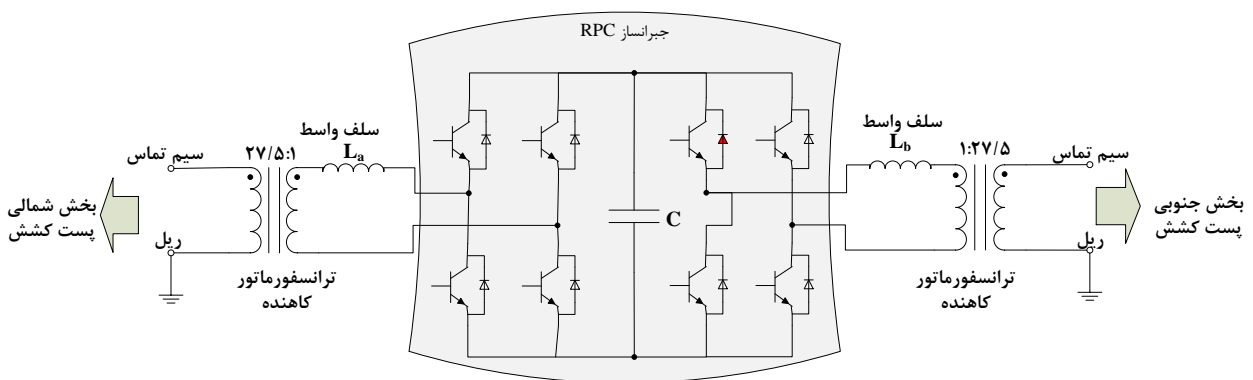 جبرانساز RPC
سلف واسط
Lₐ
۲۷/۵:۱
سیم تماس
بخش شمالی
پست کشش
ریل
ترانسفورماتور
کاهنده
C
سلف واسط
L_b
۱:۲۷/۵
سیم تماس
بخش جنوبی
پست کشش
ریل
ترانسفورماتور
کاهنده